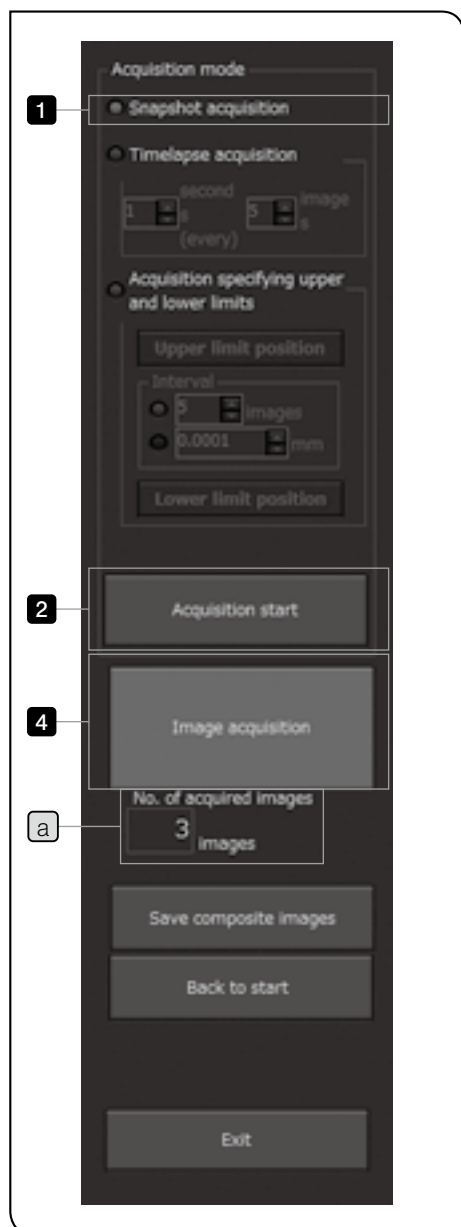 Acquisition mode
1
Snapshot acquisition
Timelapse acquisition
1
second
s
(every)
5
image
s
Acquisition specifying upper
and lower limits
Upper limit position
Interval
5
images
0.0001
mm
Lower limit position
2
Acquisition start
4
Image acquisition
No. of acquired images
a
3
images
Save composite images
Back to start
Exit